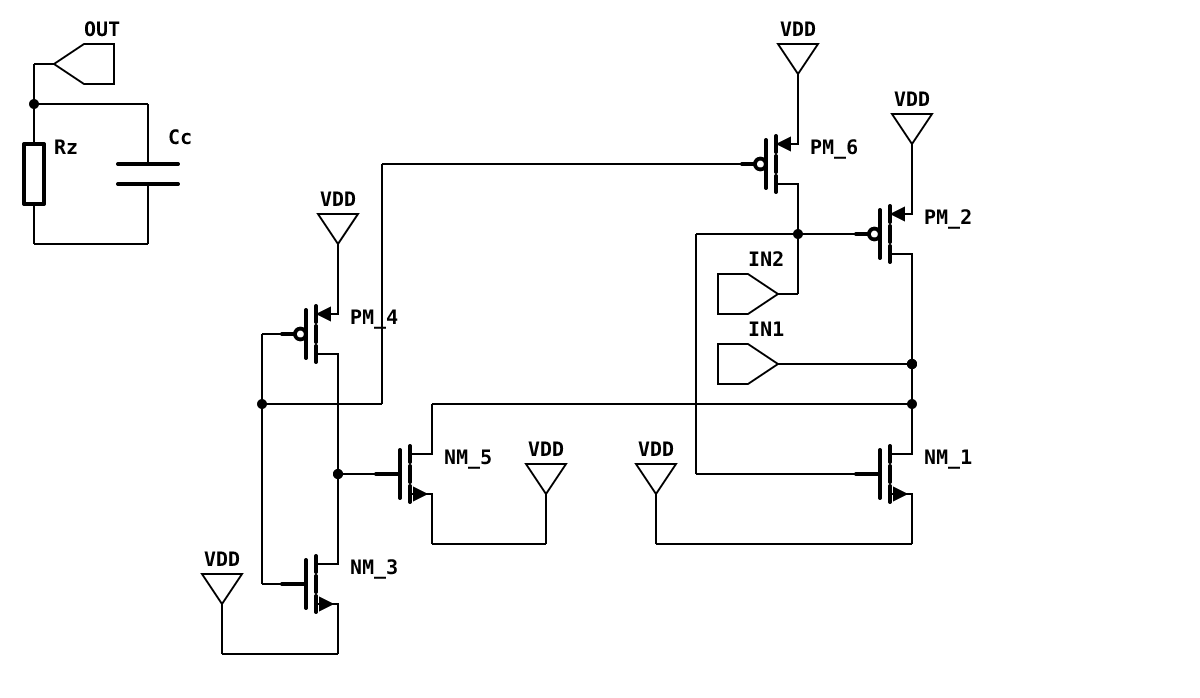 OUT
VDD
VDD
Cc
Rz
PM_6
VDD
PM_2
IN2
PM_4
IN1
NM_5
VDD
VDD
NM_1
VDD
NM_3